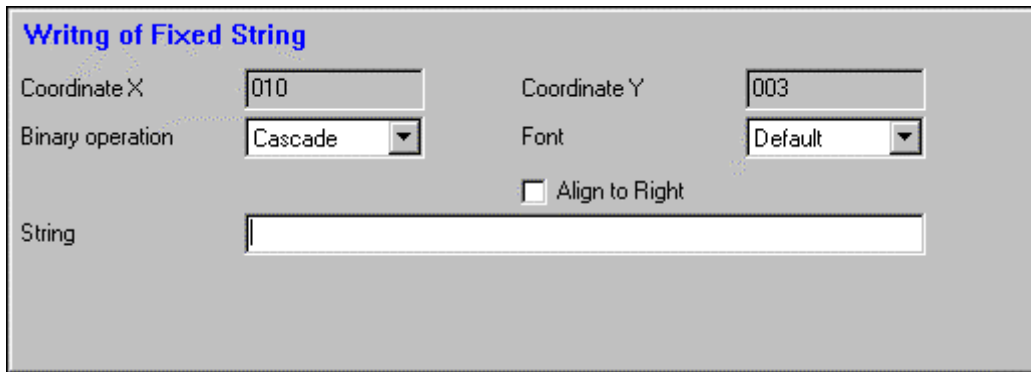 Writng of Fixed String
Coordinate X 010 Coordinate Y 003
Binary operation Cascade Font Default
Align to Right
String